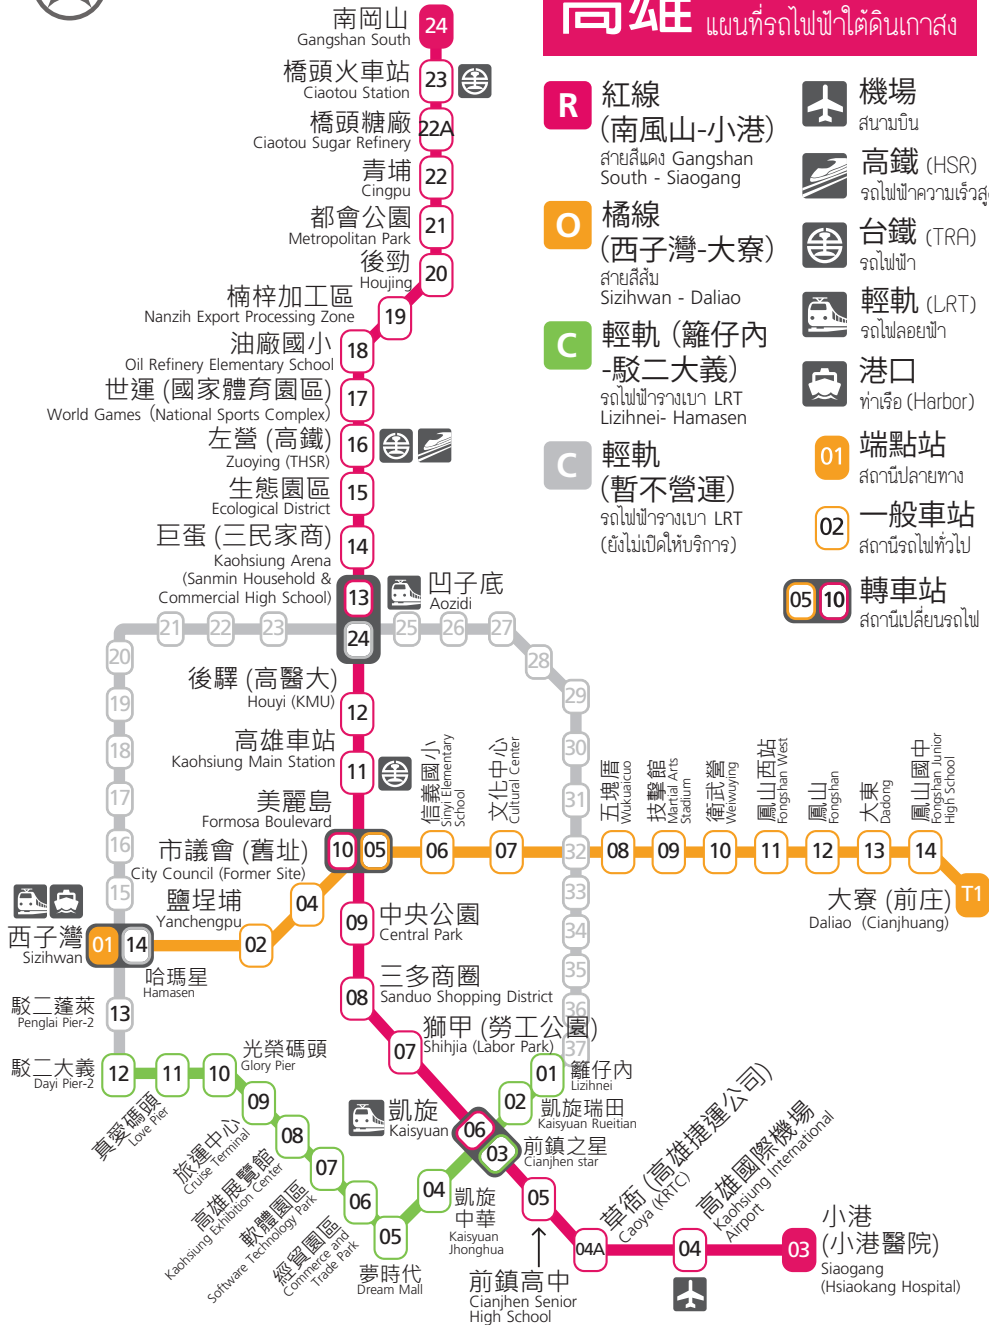 高雄 แผนที่รถไฟฟ้าใต้ดินเกาสง
R 紅線
(南風山-小港)
สายสีแดง Gangshan
South - Siaogang
O 橘線
(西子灣-大寮)
สายสีส้ม
Sizihwan - Daliao
C 輕軌 (籬仔內
-駁二大義)
รถไฟฟ้ารางเบา LRT
Lizihnei- Hamasen
C 輕軌
(暫不營運)
รถไฟฟ้ารางเบา LRT
(ยังไม่เปิดให้บริการ)
機場
สนามบิน
高鐵 (HSR)
รถไฟฟ้าความเร็วสู
台鐵 (TRA)
รถไฟฟ้า
輕軌 (LRT)
รถไฟลอยฟ้า
港口
ท่าเรือ (Harbor)
01 端點站
สถานีปลายทาง
02 一般車站
สถานีรถไฟทั่วไป
05 10 轉車站
สถานีเปลี่ยนรถไฟ
南岡山 24
Gangshan South
橋頭火車站 23
Ciaotou Station
橋頭糖廠 22A
Ciaotou Sugar Refinery
青埔 22
Cingpu
都會公園 21
Metropolitan Park
後勁 20
Houjing
楠梓加工區 19
Nanzih Export Processing Zone
油廠國小 18
Oil Refinery Elementary School
世運 (國家體育園區) 17
World Games (National Sports Complex)
左營 (高鐵) 16
Zuoying (THSR)
生態園區 15
Ecological District
巨蛋 (三民家商) 14
Kaohsiung Arena
(Sanmin Household &
Commercial High School)
13 凹子底
Aozidi
24
21 22 23 25 26 27
20 28
19 29
18 30
17 31
16 32
15 33
34
35
36
37
後驛 (高醫大) 12
Houyi (KMU)
高雄車站 11
Kaohsiung Main Station
美麗島 10 05
Formosa Boulevard
信義國小 06
Sinyi Elementary
School
文化中心 07
Cultural Center
五塊厝 08
Wukuaicuo
技擊館 09
Martial Arts
Stadium
衛武營 10
Weiwuying
鳳山西站 11
Fongshan West
鳳山 12
Fongshan
大東 13
Dadong
鳳山國中 14
Fongshan Junior
High School
T1
大寮 (前庄)
Daliao (Cianjhuang)
市議會 (舊址) 04
City Council (Former Site)
鹽埕埔 02
Yanchengpu
西子灣 01 14
Sizihwan
哈瑪星
Hamasen
駁二蓬萊 13
Penglai Pier-2
駁二大義 12
Dayi Pier-2
11
真愛碼頭
Love Pier
光榮碼頭 10
Glory Pier
09
旅運中心
Cruise Terminal
08
高雄展覽館
Kaohsiung Exhibition Center
07
軟體園區
Software Technology Park
06
經貿園區
Commerce and
Trade Park
05
夢時代
Dream Mall
04
凱旋
中華
Kaisyuan
Jhonghua
中央公園 09
Central Park
三多商圈 08
Sanduo Shopping District
獅甲 (勞工公園) 07
Shihjia (Labor Park)
01 籬仔內
Lizihnei
02 凱旋瑞田
Kaisyuan Rueitian
凱旋 06
Kaisyuan
03 前鎮之星
Cianjhen star
05
前鎮高中
Cianjhen Senior
High School
04A
草衙 (高雄捷運公司)
Caoya (KRTC)
04
高雄國際機場
Kaohsiung International
Airport
03 小港
(小港醫院)
Siaogang
(Hsiaokang Hospital)